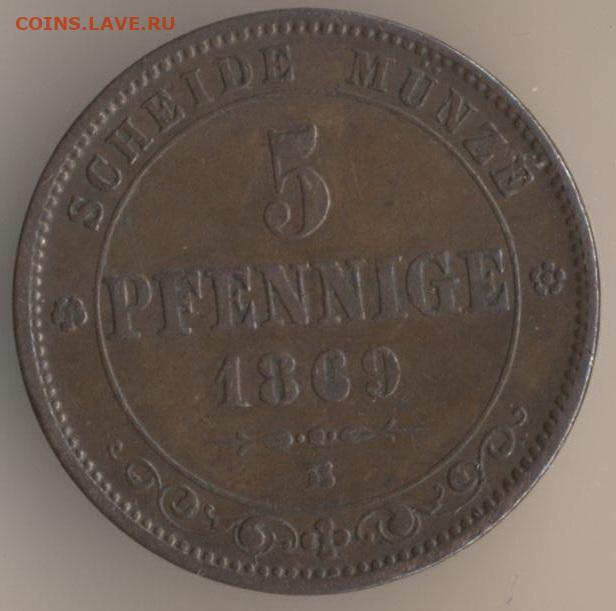 COINS.LAVE.RU
SCHEIDE MÜNZE
5
PFENNIGE
1869
B